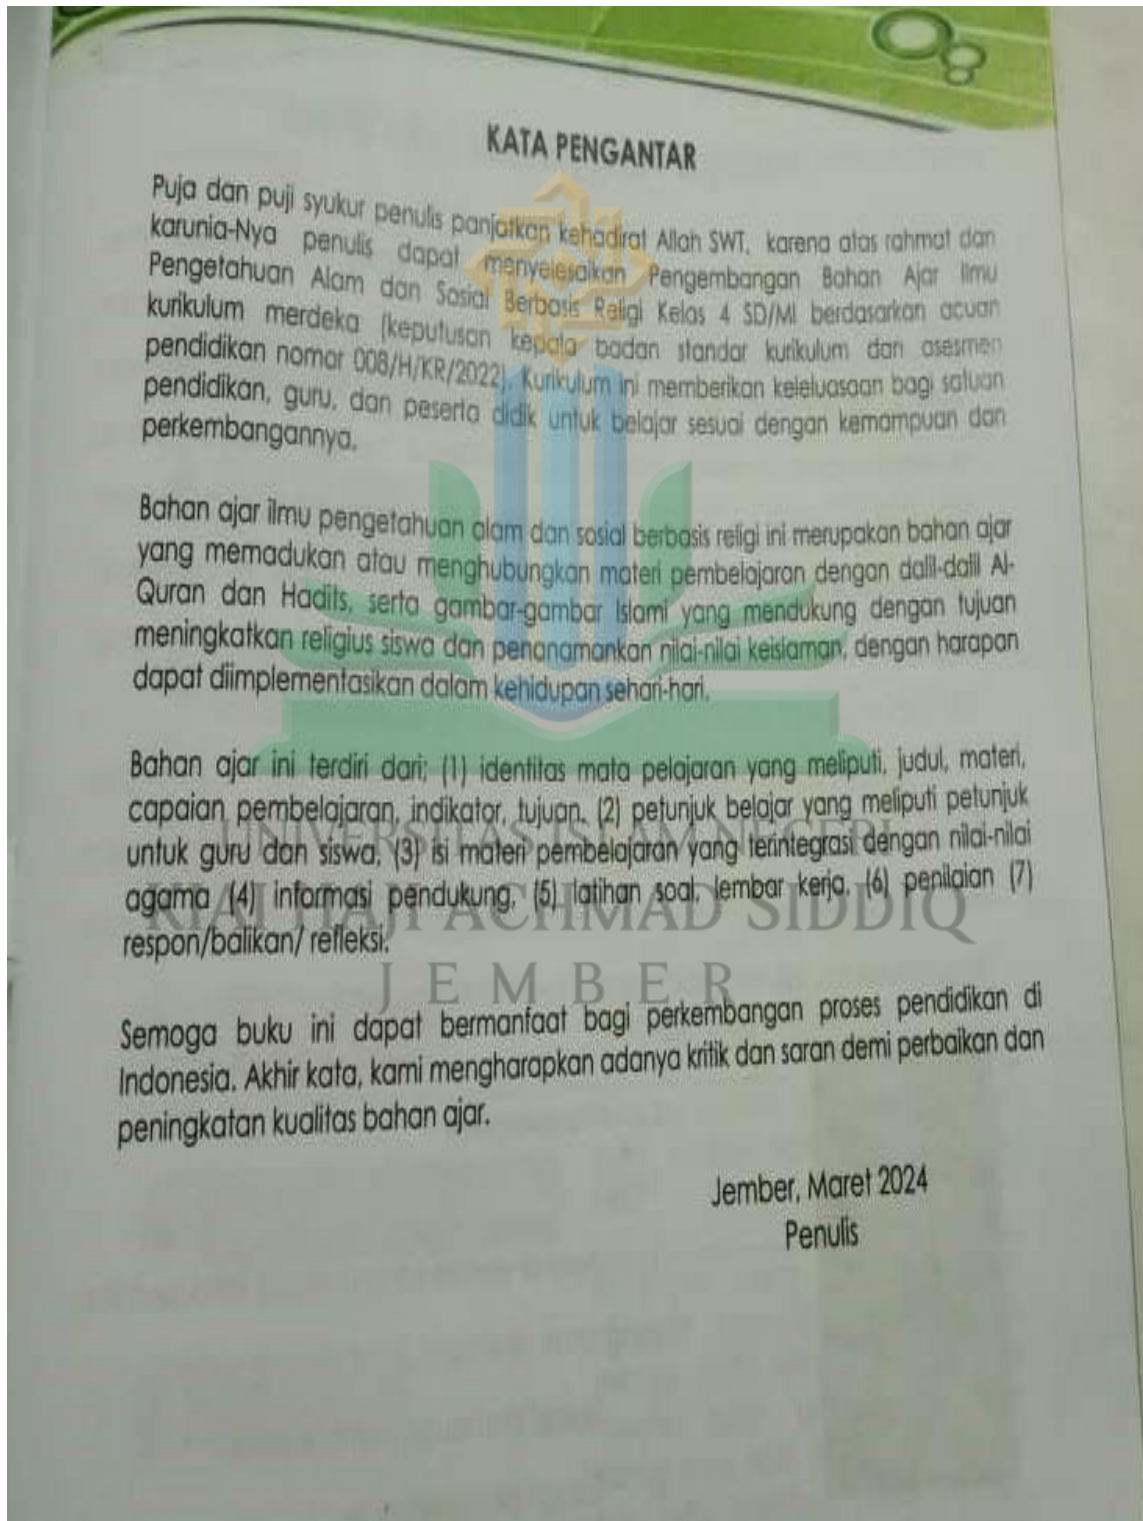 KATA PENGANTAR
Puja dan puji syukur penulis panjatkan kehadirat Allah SWT, karena atas rahmat dan
karunia-Nya penulis dapat menyelesaikan Pengembangan Bahan Ajar Ilmu
Pengetahuan Alam dan Sosial Berbasis Religi Kelas 4 SD/MI berdasarkan acuan
kurikulum merdeka (keputusan kepala badan standar kurikulum dan asesmen
pendidikan nomor 008/H/KR/2022). Kurikulum ini memberikan keleluasaan bagi satuan
pendidikan, guru, dan peserta didik untuk belajar sesuai dengan kemampuan dan
perkembangannya.
Bahan ajar ilmu pengetahuan alam dan sosial berbasis religi ini merupakan bahan ajar
yang memadukan atau menghubungkan materi pembelajaran dengan dalil-dalil Al-
Quran dan Hadits, serta gambar-gambar Islami yang mendukung dengan tujuan
meningkatkan religius siswa dan penanamankan nilai-nilai keislaman, dengan harapan
dapat diimplementasikan dalam kehidupan sehari-hari.
Bahan ajar ini terdiri dari; (1) identitas mata pelajaran yang meliputi, judul, materi,
capaian pembelajaran, indikator, tujuan. (2) petunjuk belajar yang meliputi petunjuk
untuk guru dan siswa, (3) isi materi pembelajaran yang terintegrasi dengan nilai-nilai
agama (4) informasi pendukung, (5) latihan soal, lembar kerja, (6) penilaian (7)
respon/balikan/ refleksi.
Semoga buku ini dapat bermanfaat bagi perkembangan proses pendidikan di
Indonesia. Akhir kata, kami mengharapkan adanya kritik dan saran demi perbaikan dan
peningkatan kualitas bahan ajar.
Jember, Maret 2024
Penulis
UNIVERSITAS ISLAM NEGERI
KIAI HAJI ACHMAD SIDDIQ
JEMBER